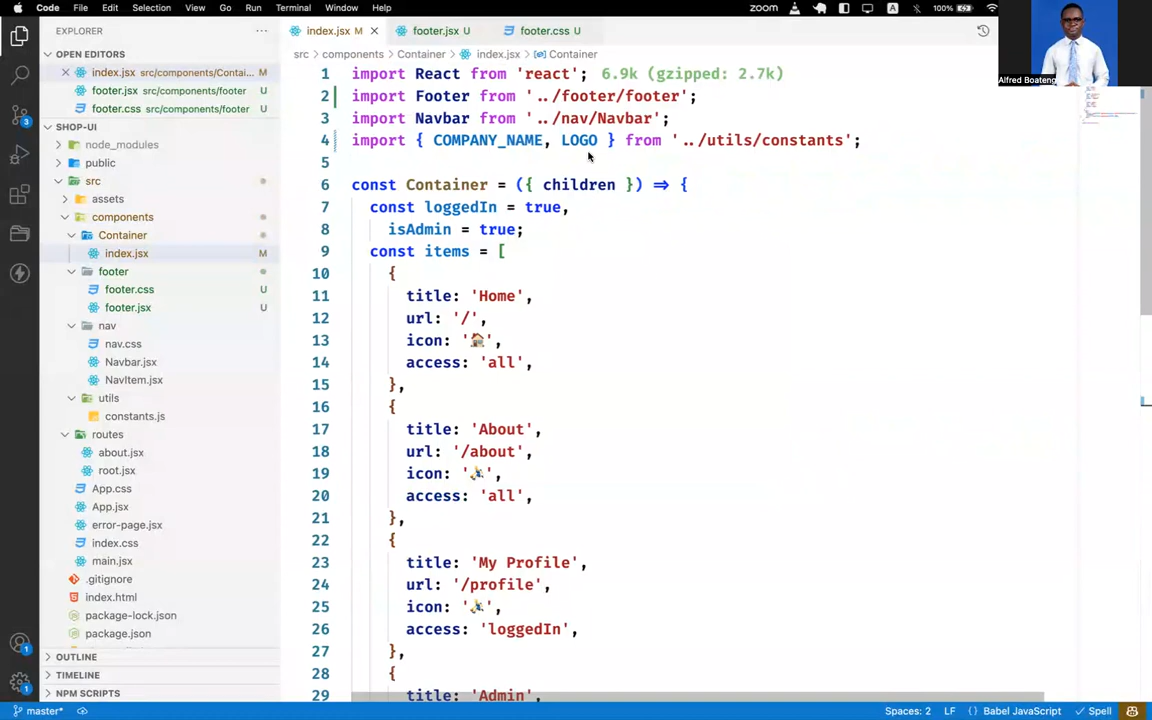 Code File Edit Selection View Go Run Terminal Window Help zoom A 100%
EXPLORER ...
index.jsx M footer.jsx U footer.css U
OPEN EDITORS
index.jsx src/components/Contai... M
footer.jsx src/components/footer U
footer.css src/components/footer U
SHOP-UI
node_modules
public
src
assets
components
Container
index.jsx M
footer
footer.css U
footer.jsx U
nav
nav.css
Navbar.jsx
NavItem.jsx
utils
constants.js
routes
about.jsx
root.jsx
App.css
App.jsx
error-page.jsx
index.css
main.jsx
.gitignore
index.html
package-lock.json
package.json
OUTLINE
TIMELINE
NPM SCRIPTS
src > components > Container > index.jsx > Container
1 import React from 'react'; 6.9k (gzipped: 2.7k)
2 import Footer from '../footer/footer';
3 import Navbar from '../nav/Navbar';
4 import { COMPANY_NAME, LOGO } from '../utils/constants';
5
6 const Container = ({ children }) => {
7 const loggedIn = true,
8 isAdmin = true;
9 const items = [
10 {
11 title: 'Home',
12 url: '/',
13 icon: '🏠',
14 access: 'all',
15 },
16 {
17 title: 'About',
18 url: '/about',
19 icon: '',
20 access: 'all',
21 },
22 {
23 title: 'My Profile',
24 url: '/profile',
25 icon: '',
26 access: 'loggedIn',
27 },
28 {
29 title: 'Admin',
Alfred Boateng
3
1
1
master* Spaces: 2 LF {} Babel JavaScript Spell